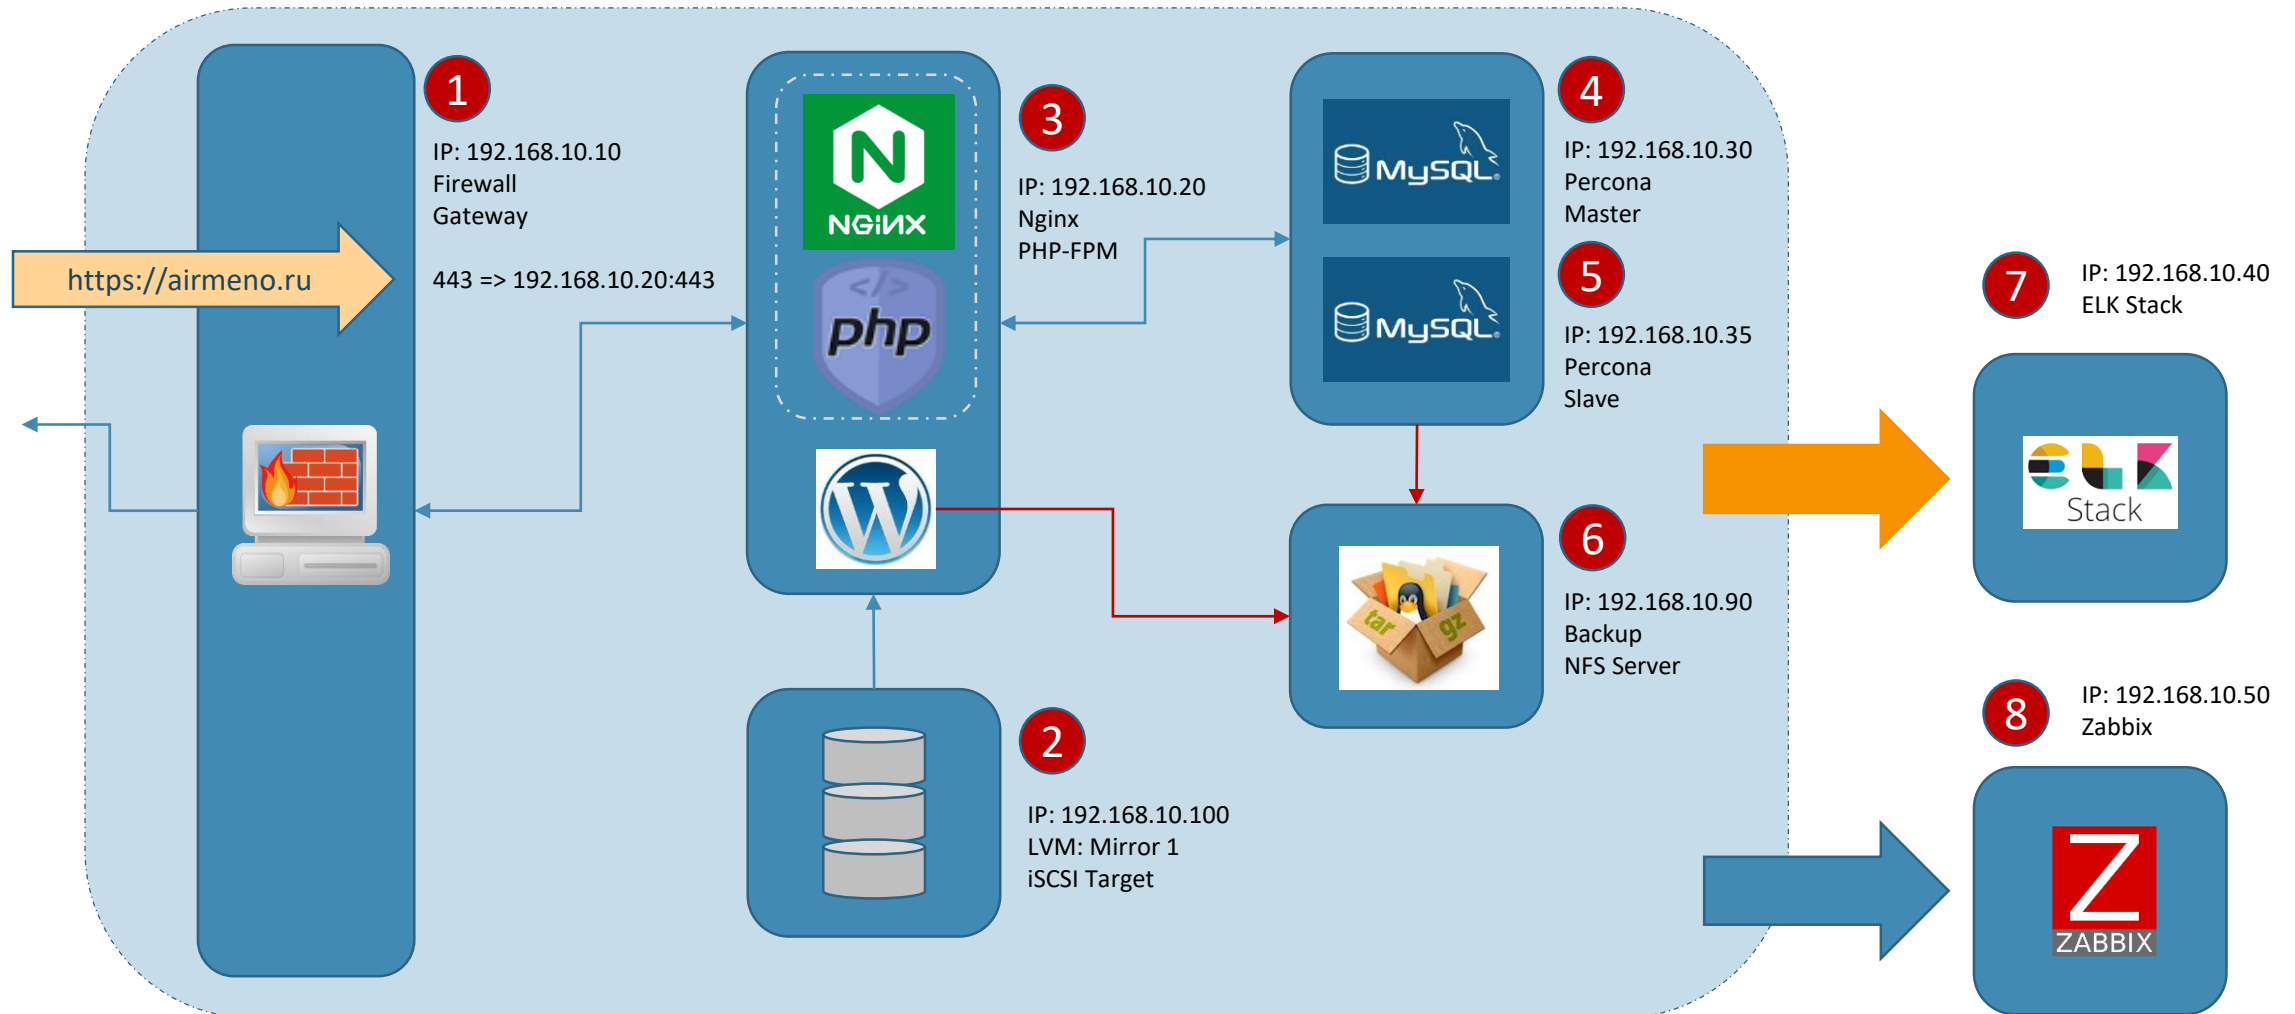 https://airmeno.ru
1
IP: 192.168.10.10
Firewall
Gateway
443 => 192.168.10.20:443
NGiNX
</>
php
W
3
IP: 192.168.10.20
Nginx
PHP-FPM
2
IP: 192.168.10.100
LVM: Mirror 1
iSCSI Target
MySQL
4
IP: 192.168.10.30
Percona
Master
MySQL
5
IP: 192.168.10.35
Percona
Slave
tar gz
6
IP: 192.168.10.90
Backup
NFS Server
7
IP: 192.168.10.40
ELK Stack
ELK
Stack
8
IP: 192.168.10.50
Zabbix
Z
ZABBIX